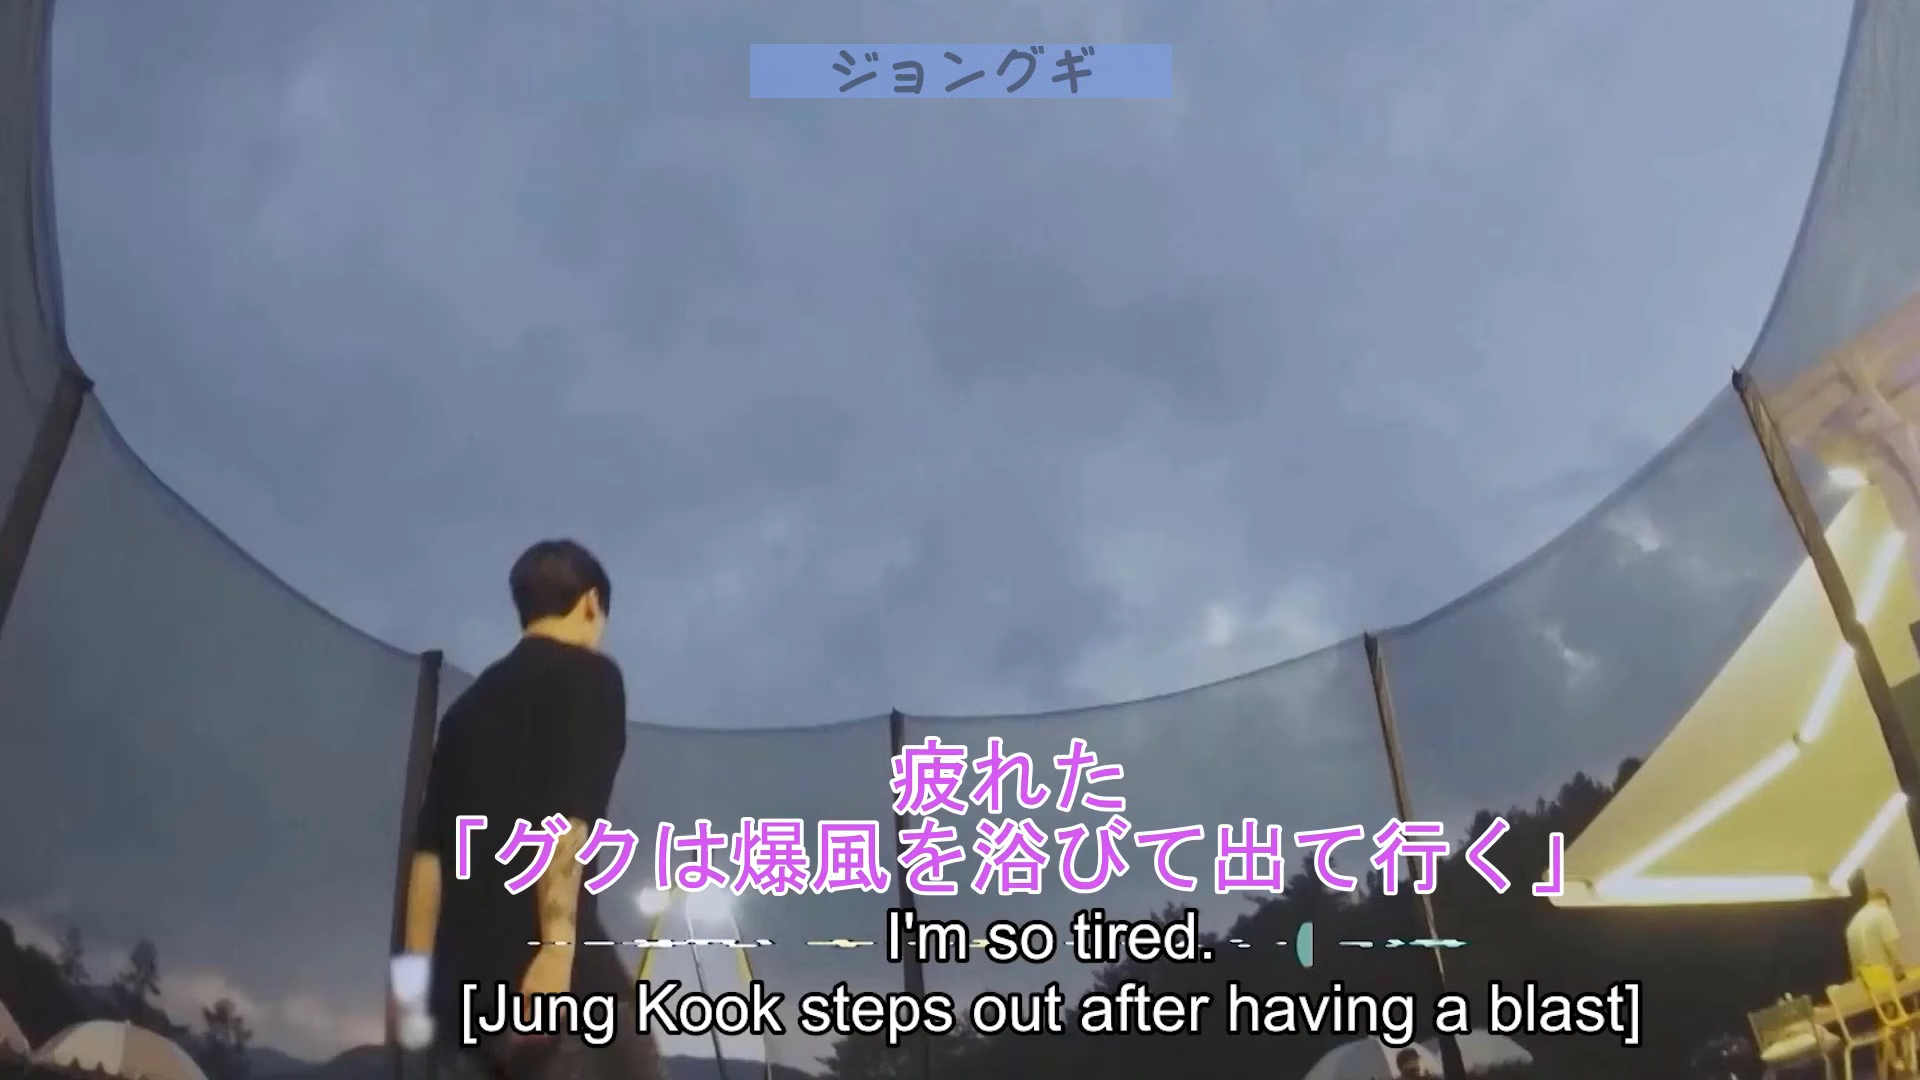 ジョングギ
疲れた
「グクは爆風を浴びて出て行く」
I'm so tired.
[Jung Kook steps out after having a blast]